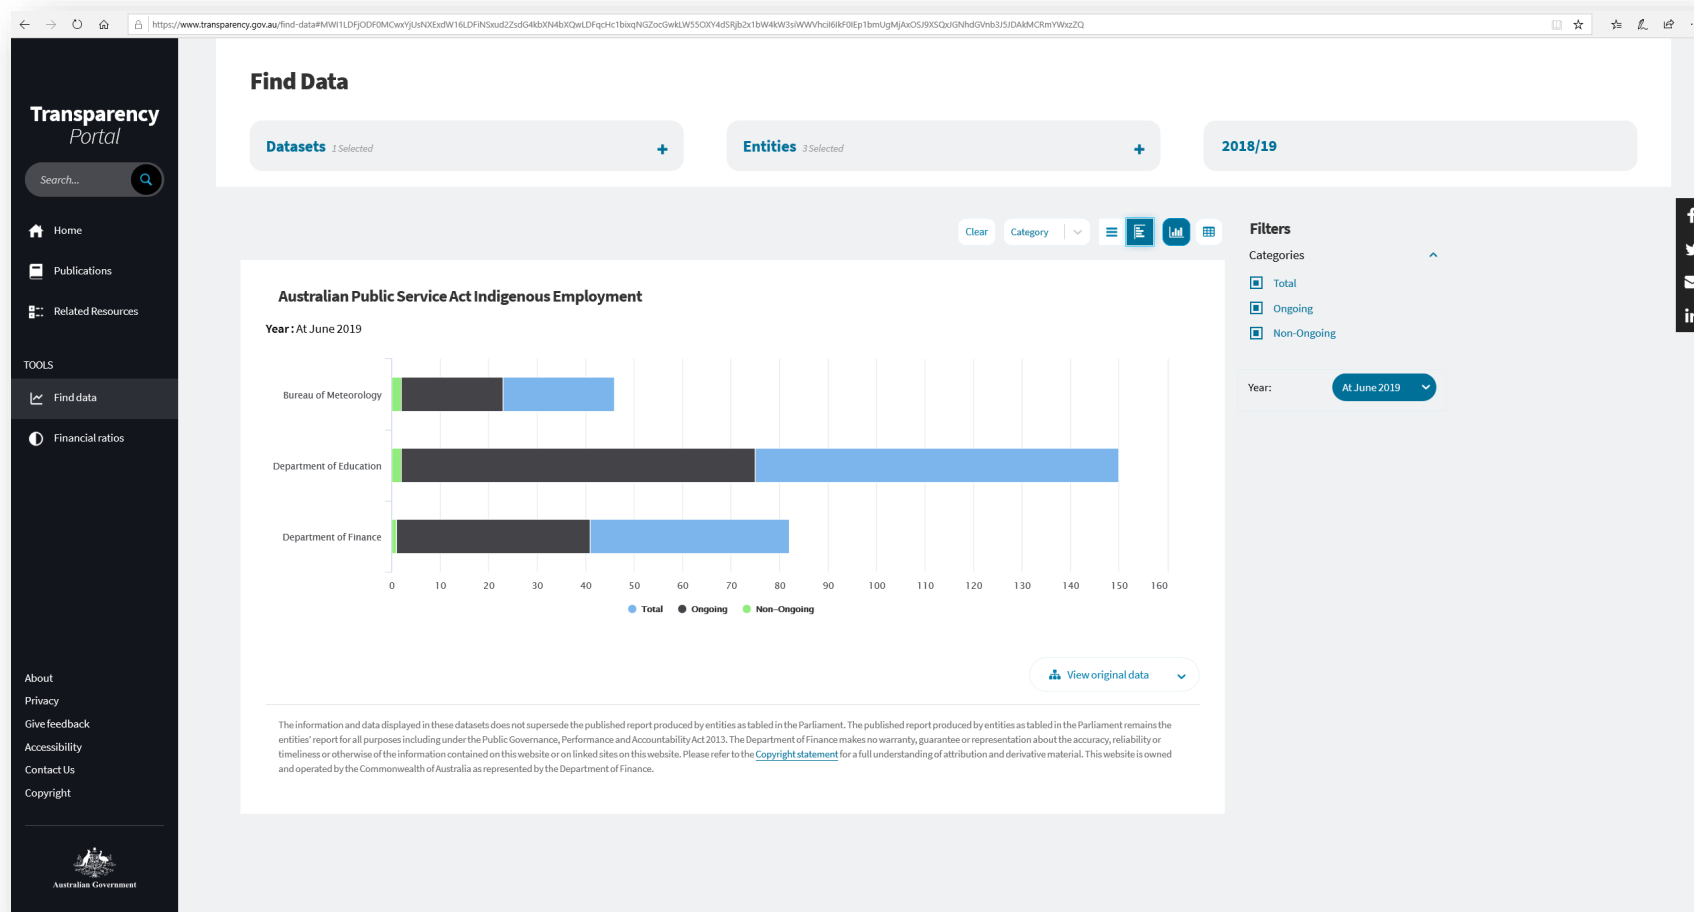 https://www.transparency.gov.au/find-data#
Transparency
Portal
Search...
Home
Publications
Related Resources
TOOLS
Find data
Financial ratios
About
Privacy
Give feedback
Accessibility
Contact Us
Copyright
Australian Government
Find Data
Datasets 1 Selected +
Entities 3 Selected +
2018/19
Clear
Category
Filters
Categories
Total
Ongoing
Non-Ongoing
Year: At June 2019
Australian Public Service Act Indigenous Employment
Year : At June 2019
Bureau of Meteorology
Department of Education
Department of Finance
0 10 20 30 40 50 60 70 80 90 100 110 120 130 140 150 160
Total Ongoing Non-Ongoing
View original data
The information and data displayed in these datasets does not supersede the published report produced by entities as tabled in the Parliament. The published report produced by entities as tabled in the Parliament remains the
entities' report for all purposes including under the Public Governance, Performance and Accountability Act 2013. The Department of Finance makes no warranty, guarantee or representation about the accuracy, reliability or
timeliness or otherwise of the information contained on this website or on linked sites on this website. Please refer to the Copyright statement for a full understanding of attribution and derivative material. This website is owned
and operated by the Commonwealth of Australia as represented by the Department of Finance.